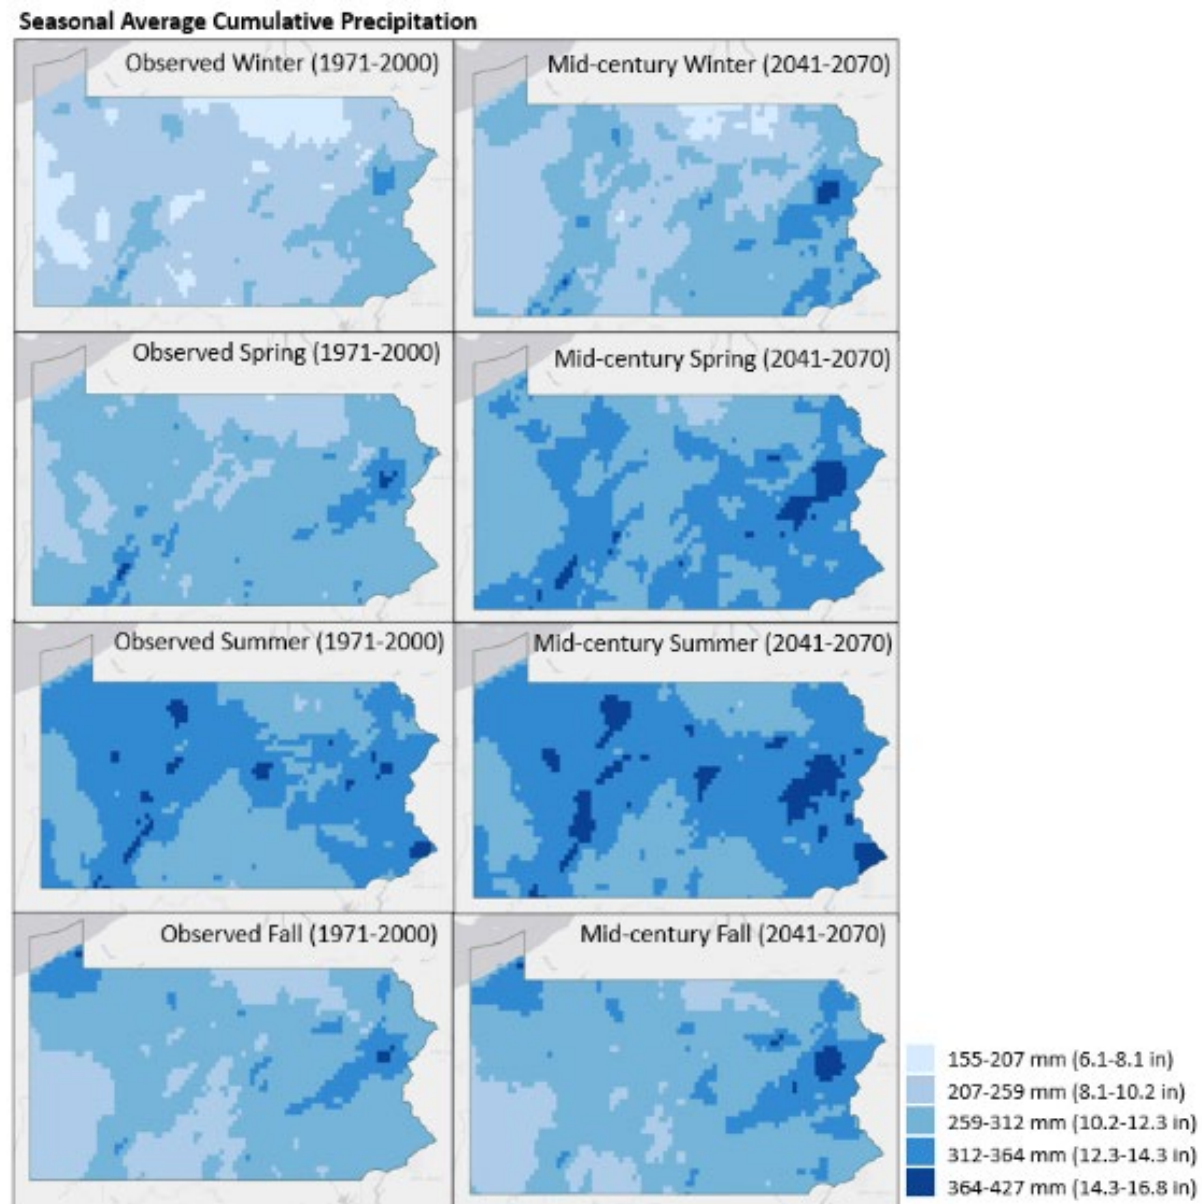 Seasonal Average Cumulative Precipitation
Observed Winter (1971-2000)
Mid-century Winter (2041-2070)
Observed Spring (1971-2000)
Mid-century Spring (2041-2070)
Observed Summer (1971-2000)
Mid-century Summer (2041-2070)
Observed Fall (1971-2000)
Mid-century Fall (2041-2070)
155-207 mm (6.1-8.1 in)
207-259 mm (8.1-10.2 in)
259-312 mm (10.2-12.3 in)
312-364 mm (12.3-14.3 in)
364-427 mm (14.3-16.8 in)